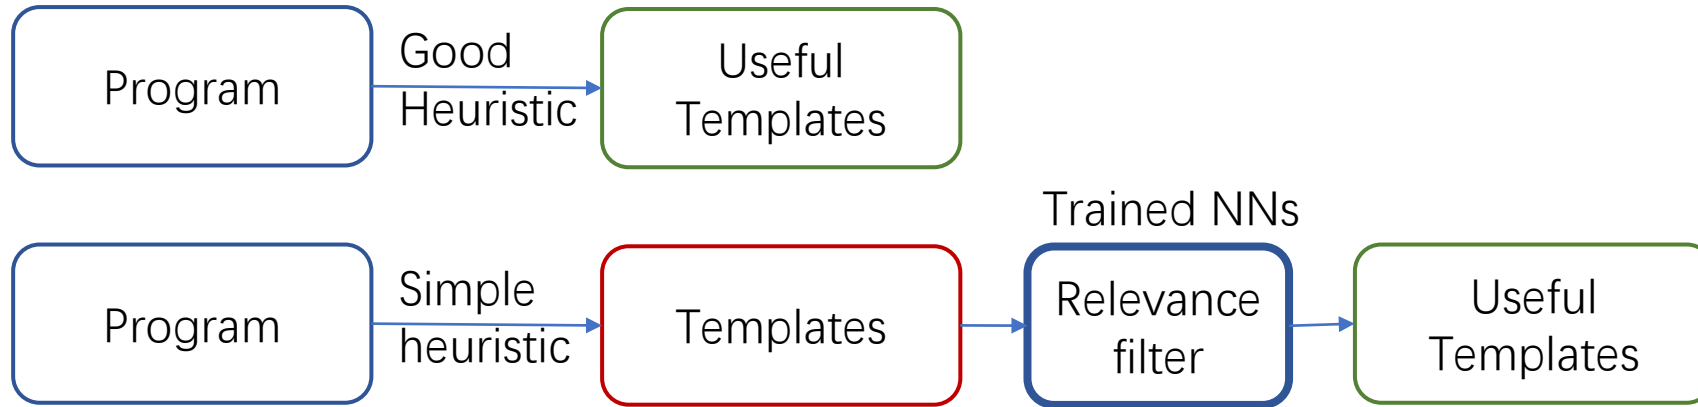 Program
Good
Heuristic
Useful
Templates
Trained NNs
Program
Simple
heuristic
Templates
Relevance
filter
Useful
Templates